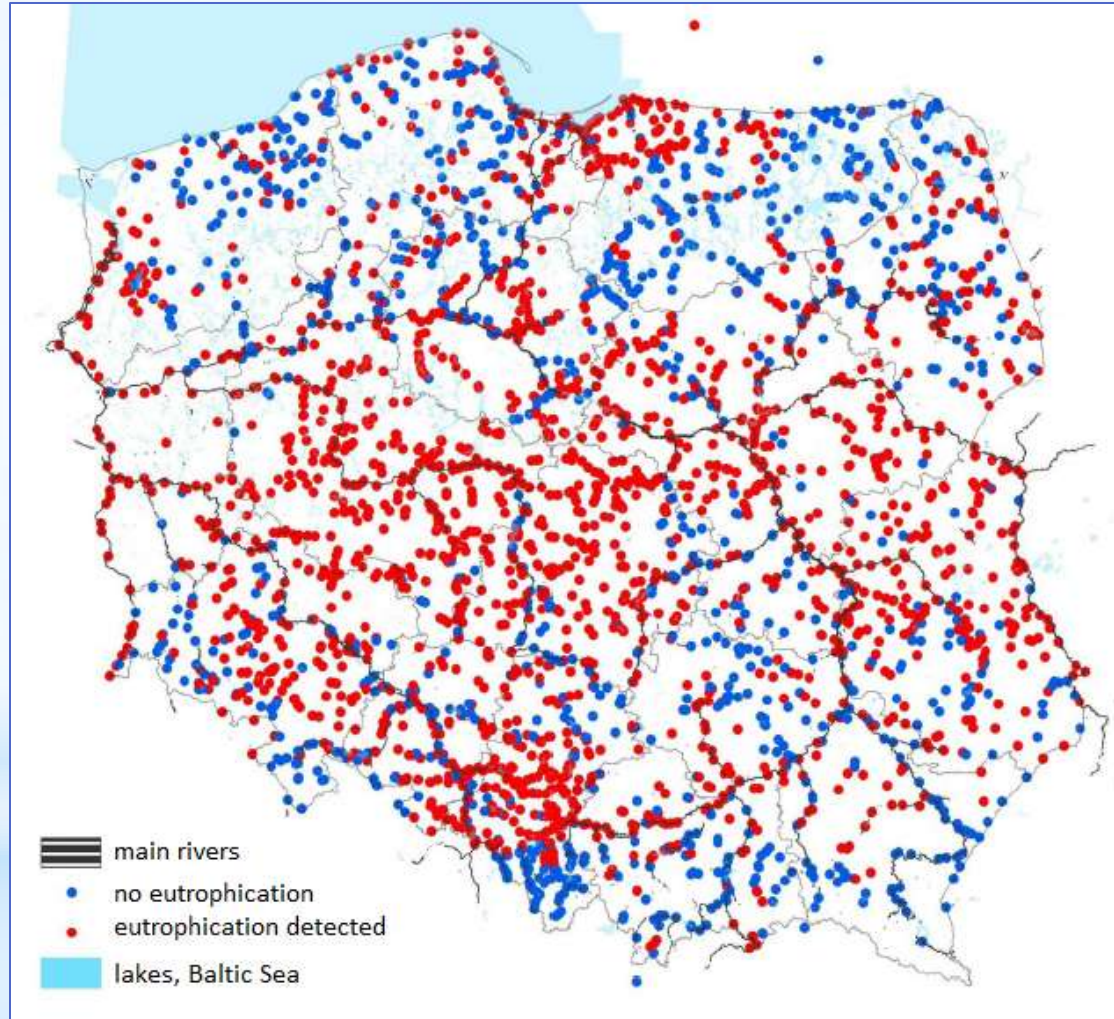 main rivers
no eutrophication
eutrophication detected
lakes, Baltic Sea